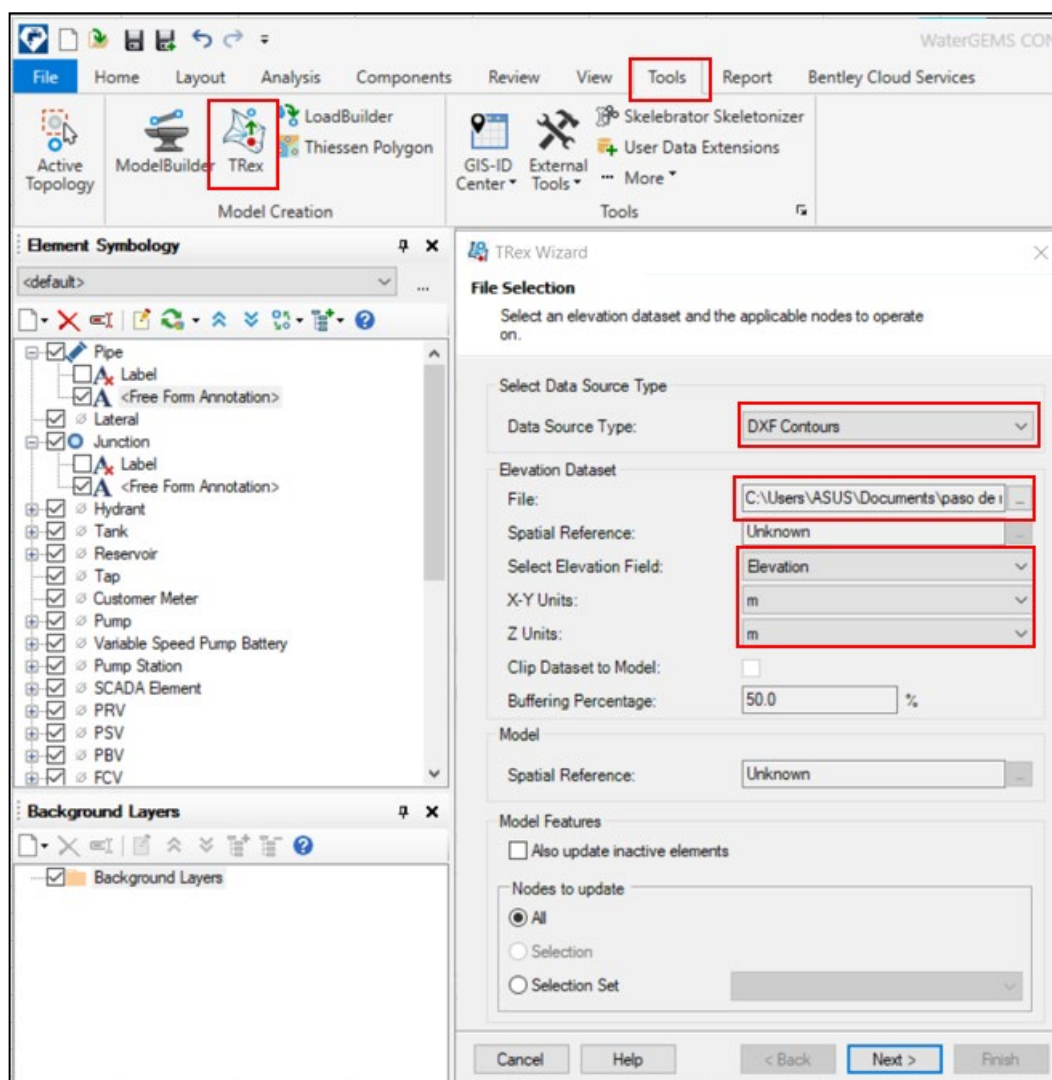 WaterGEMS CON
File Home Layout Analysis Components Review View Tools Report Bentley Cloud Services
Active Topology
ModelBuilder
TRex
LoadBuilder
Thiessen Polygon
Model Creation
GIS-ID Center
External Tools
Skelebrator Skeletonizer
User Data Extensions
More
Tools
Element Symbology
<default>
...
Pipe
Label
<Free Form Annotation>
Lateral
Junction
Label
<Free Form Annotation>
Hydrant
Tank
Reservoir
Tap
Customer Meter
Pump
Variable Speed Pump Battery
Pump Station
SCADA Element
PRV
PSV
PBV
FCV
Background Layers
Background Layers
TRex Wizard
File Selection
Select an elevation dataset and the applicable nodes to operate
on.
Select Data Source Type
Data Source Type: DXF Contours
Elevation Dataset
File: C:\Users\ASUS\Documents\paso de ...
Spatial Reference: Unknown ...
Select Elevation Field: Elevation
X-Y Units: m
Z Units: m
Clip Dataset to Model:
Buffering Percentage: 50.0 %
Model
Spatial Reference: Unknown ...
Model Features
Also update inactive elements
Nodes to update
All
Selection
Selection Set
Cancel Help < Back Next > Finish